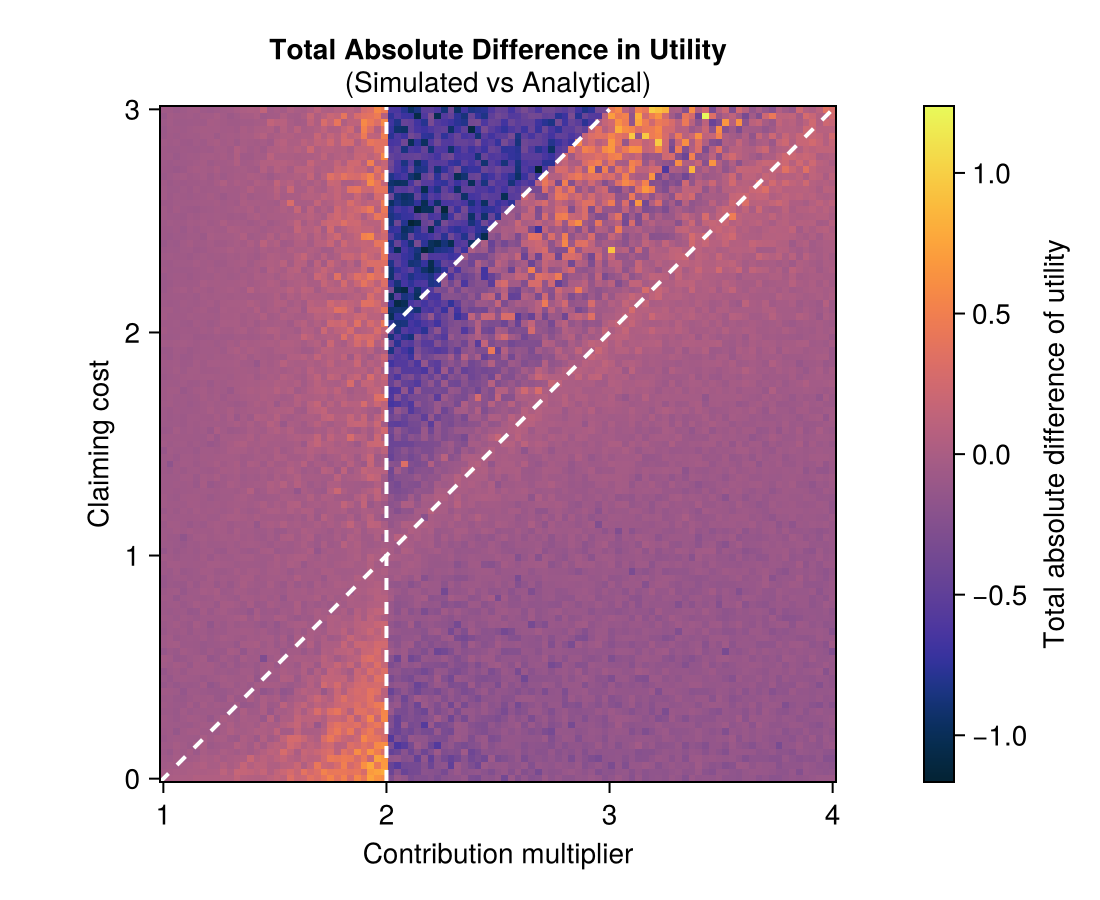 Total Absolute Difference in Utility
(Simulated vs Analytical)
3
2
1
0
Claiming cost
1
2
3
4
Contribution multiplier
1.0
0.5
0.0
−0.5
−1.0
Total absolute difference of utility